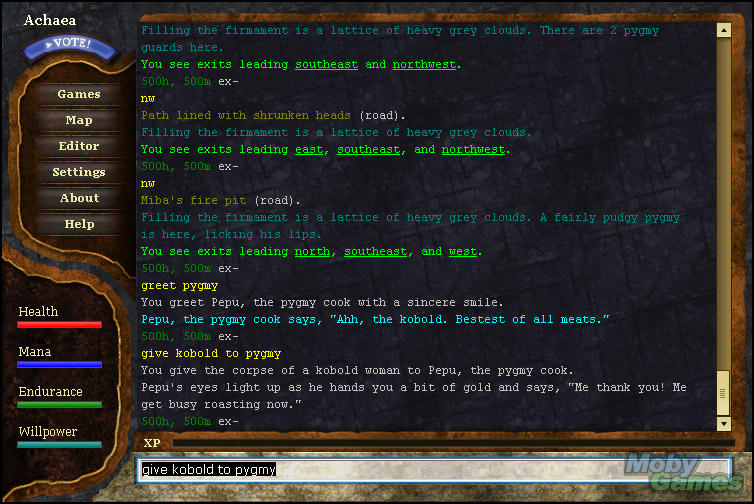 Achaea
VOTE!
Games
Map
Editor
Settings
About
Help
Health
Mana
Endurance
Willpower
Filling the firmament is a lattice of heavy grey clouds. There are 2 pygmy
guards here.
You see exits leading southeast and northwest.
500h, 500m ex-
nw
Path lined with shrunken heads (road).
Filling the firmament is a lattice of heavy grey clouds.
You see exits leading east, southeast, and northwest.
500h, 500m ex-
nw
Miba's fire pit (road).
Filling the firmament is a lattice of heavy grey clouds. A fairly pudgy pygmy
is here, licking his lips.
You see exits leading north, southeast, and west.
500h, 500m ex-
greet pygmy
You greet Pepu, the pygmy cook with a sincere smile.
Pepu, the pygmy cook says, "Ahh, the kobold. Bestest of all meats."
500h, 500m ex-
give kobold to pygmy
You give the corpse of a kobold woman to Pepu, the pygmy cook.
Pepu's eyes light up as he hands you a bit of gold and says, "Me thank you! Me
get busy roasting now."
500h, 500m ex-
XP
give kobold to pygmy
Moby
Games